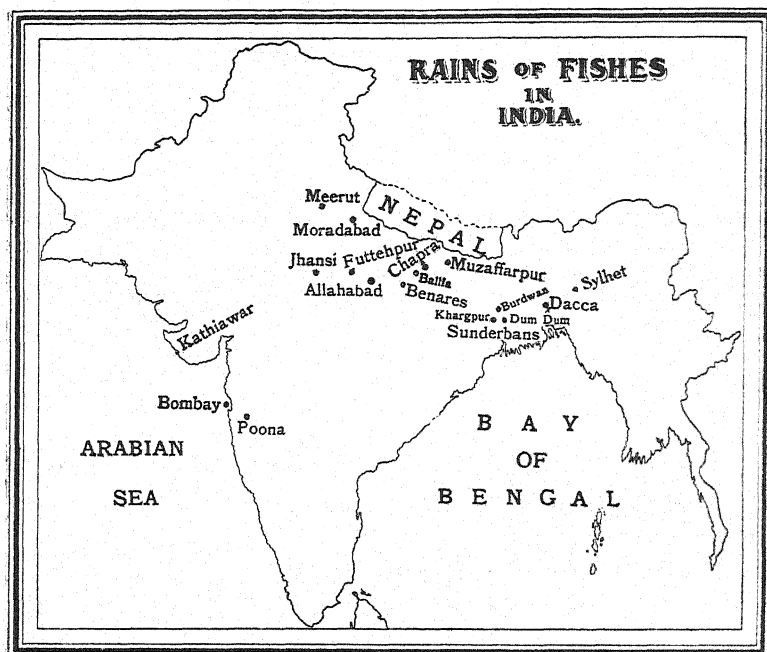 RAINS OF FISHES
IN
INDIA.
Meerut
NEPAL
Moradabad
Jhansi
Futtehpur
Chapra
Muzaffarpur
Ballia
Sylhet
Allahabad
Benares
Burdwan
Dacca
Khargpur
Dum Dum
Sunderbans
Kathiawar
Bombay
Poona
ARABIAN
SEA
BAY
OF
BENGAL